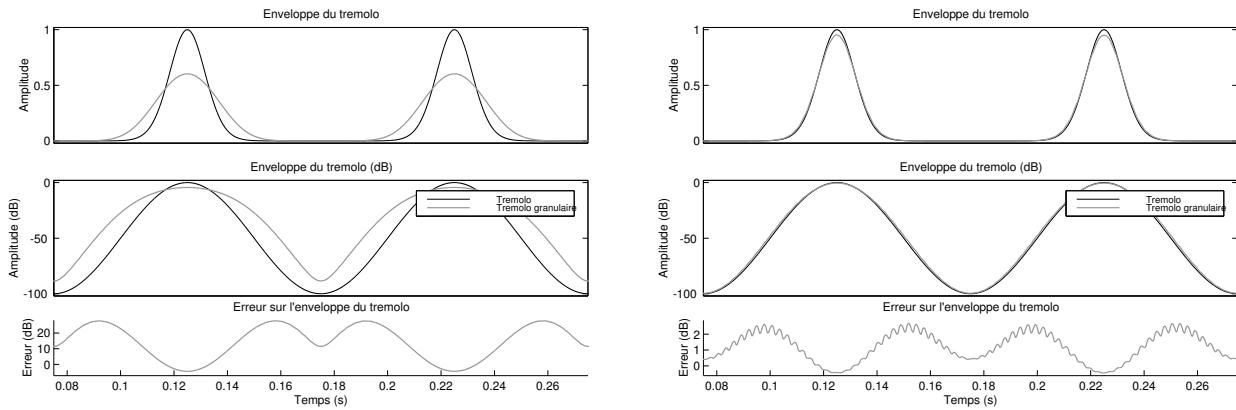 Enveloppe du tremolo
1
0.5
0
Amplitude
Enveloppe du tremolo (dB)
0
-50
-100
Amplitude (dB)
Tremolo
Tremolo granulaire
Erreur sur l'enveloppe du tremolo
20
10
0
Erreur (dB)
0.08 0.1 0.12 0.14 0.16 0.18 0.2 0.22 0.24 0.26
Temps (s)
Enveloppe du tremolo
1
0.5
0
Amplitude
Enveloppe du tremolo (dB)
0
-50
-100
Amplitude (dB)
Tremolo
Tremolo granulaire
Erreur sur l'enveloppe du tremolo
2
1
0
Erreur (dB)
0.08 0.1 0.12 0.14 0.16 0.18 0.2 0.22 0.24 0.26
Temps (s)